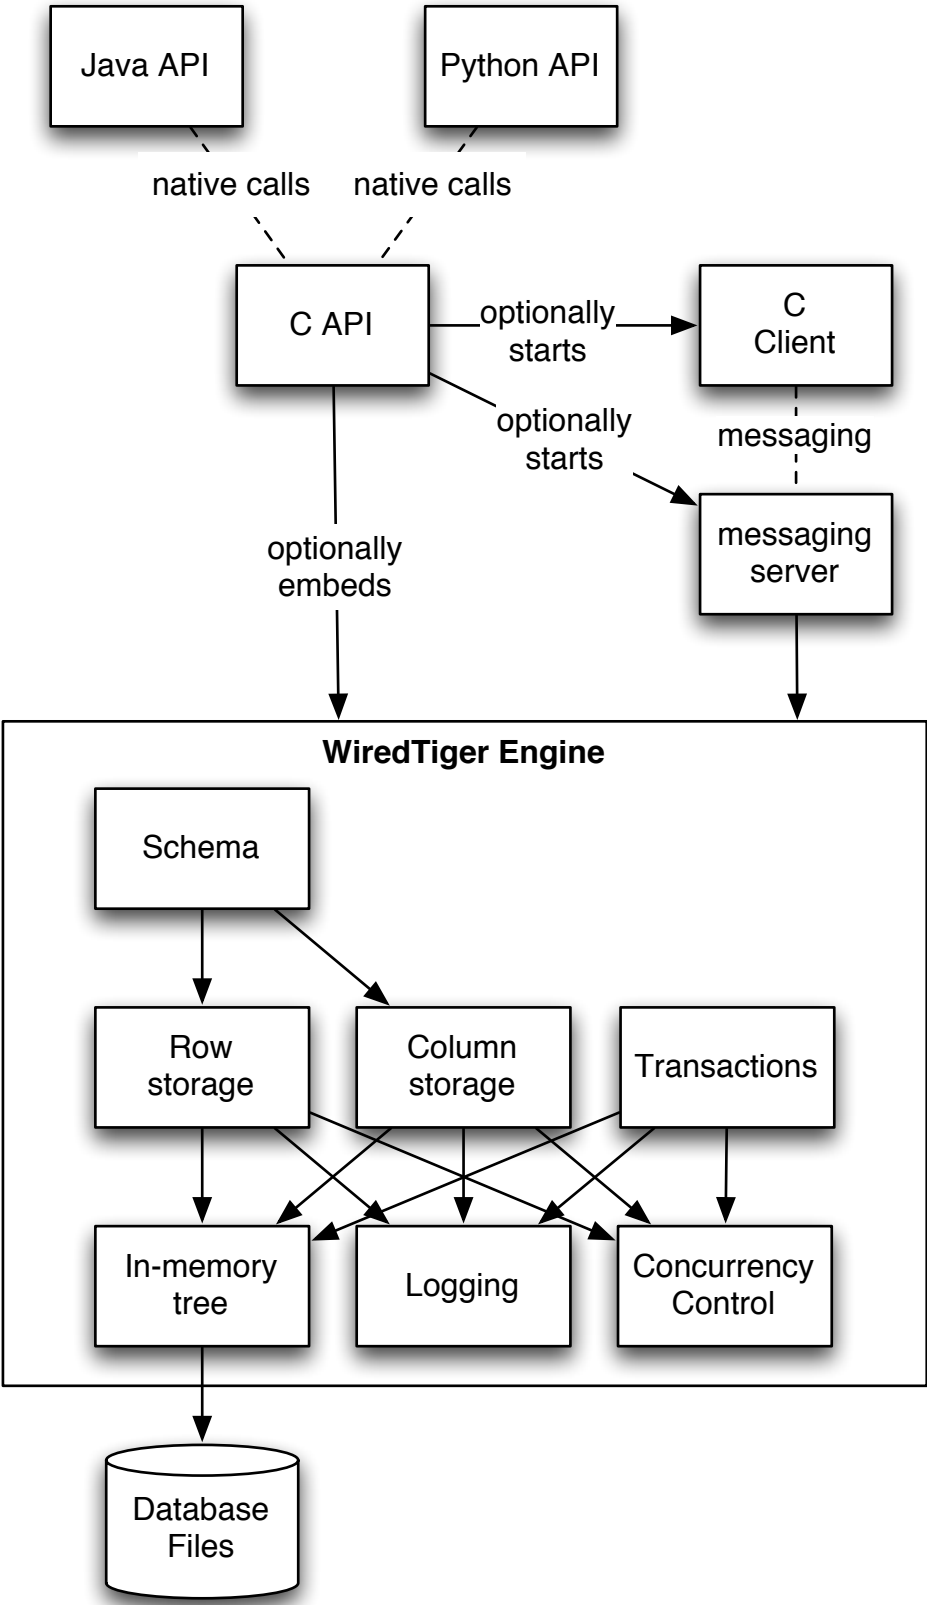 Java API
Python API
native calls
native calls
C API
optionally
starts
C
Client
optionally
starts
messaging
messaging
server
optionally
embeds
WiredTiger Engine
Schema
Row
storage
Column
storage
Transactions
In-memory
tree
Logging
Concurrency
Control
Database
Files